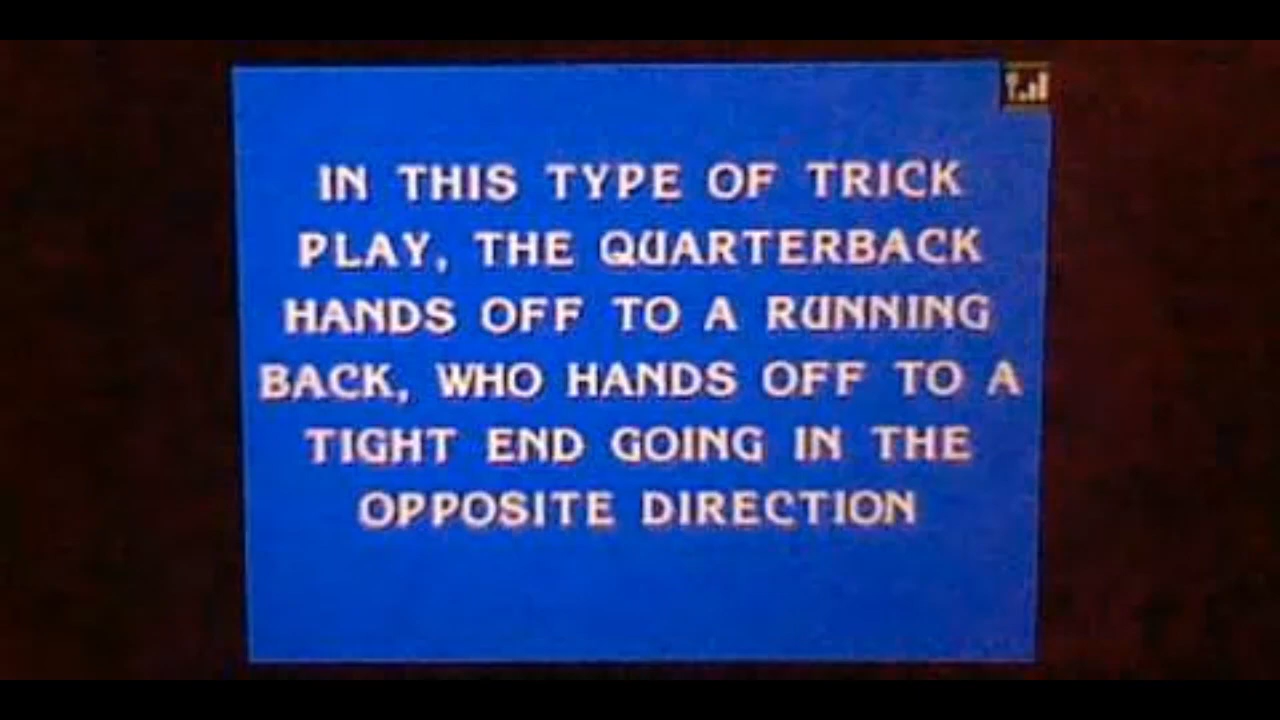 IN THIS TYPE OF TRICK
PLAY, THE QUARTERBACK
HANDS OFF TO A RUNNING
BACK, WHO HANDS OFF TO A
TIGHT END GOING IN THE
OPPOSITE DIRECTION